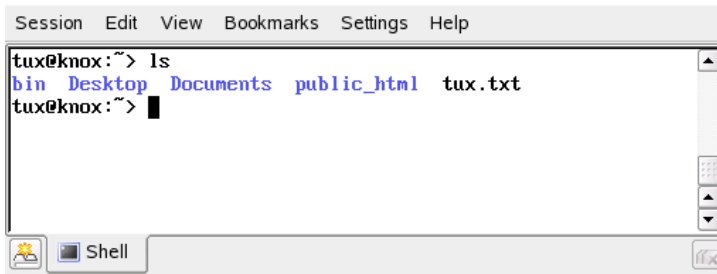 Session Edit View Bookmarks Settings Help
tux@knox:~> ls
bin Desktop Documents public_html tux.txt
tux@knox:~>
Shell